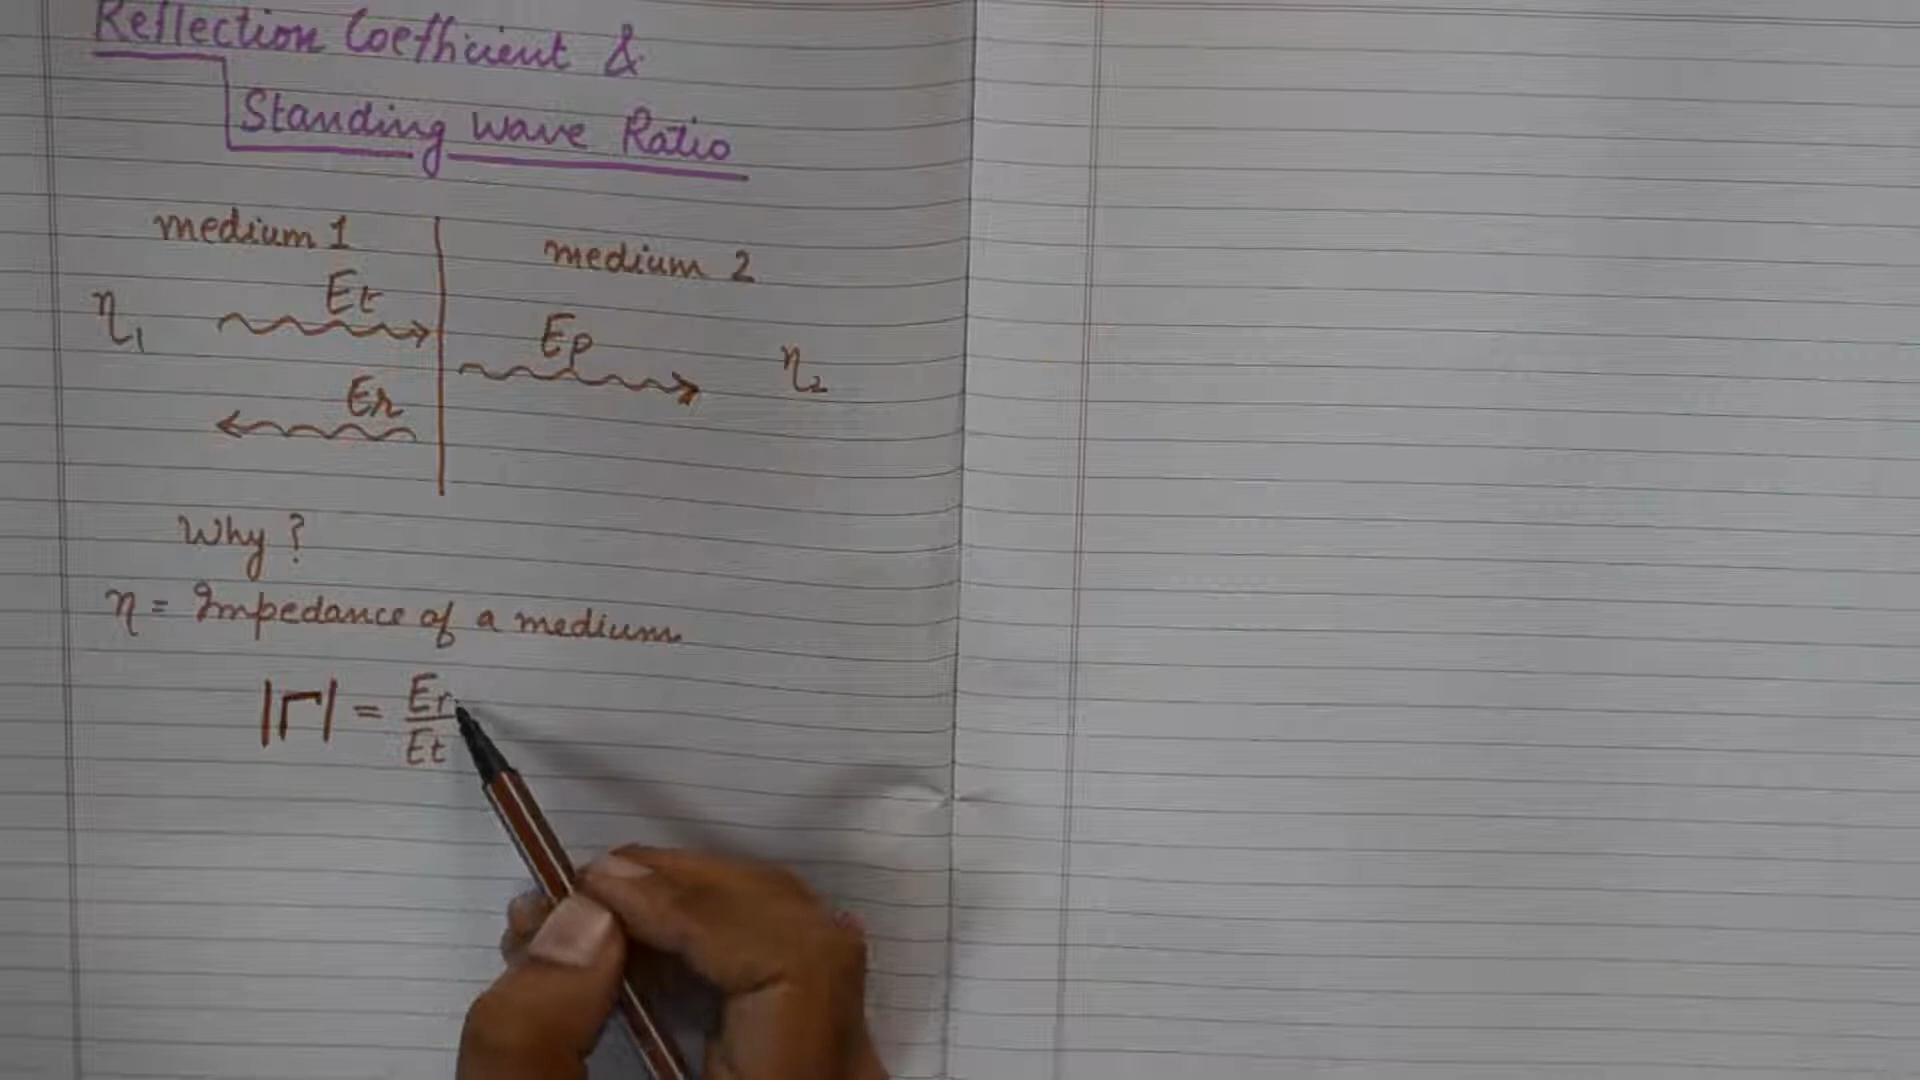 Reflection Coefficient &
Standing Wave Ratio
medium 1
medium 2
Et
η1
Ep
η2
Er
Why?
η = Impedance of a medium
|Γ| = Er/Et